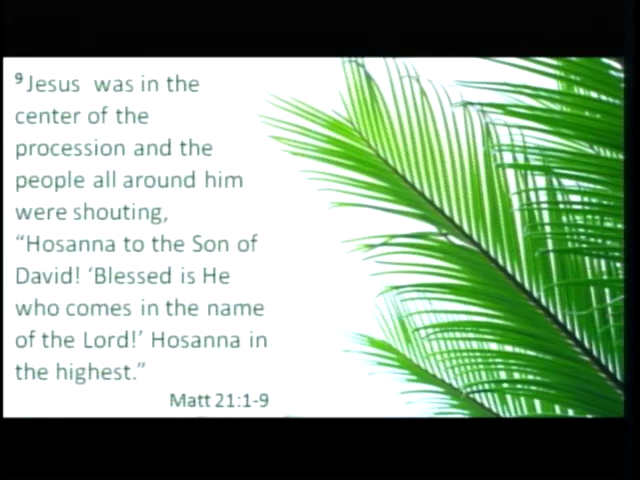 ⁹Jesus was in the
center of the
procession and the
people all around him
were shouting,
“Hosanna to the Son of
David! ‘Blessed is He
who comes in the name
of the Lord!’ Hosanna in
the highest.”
Matt 21:1-9